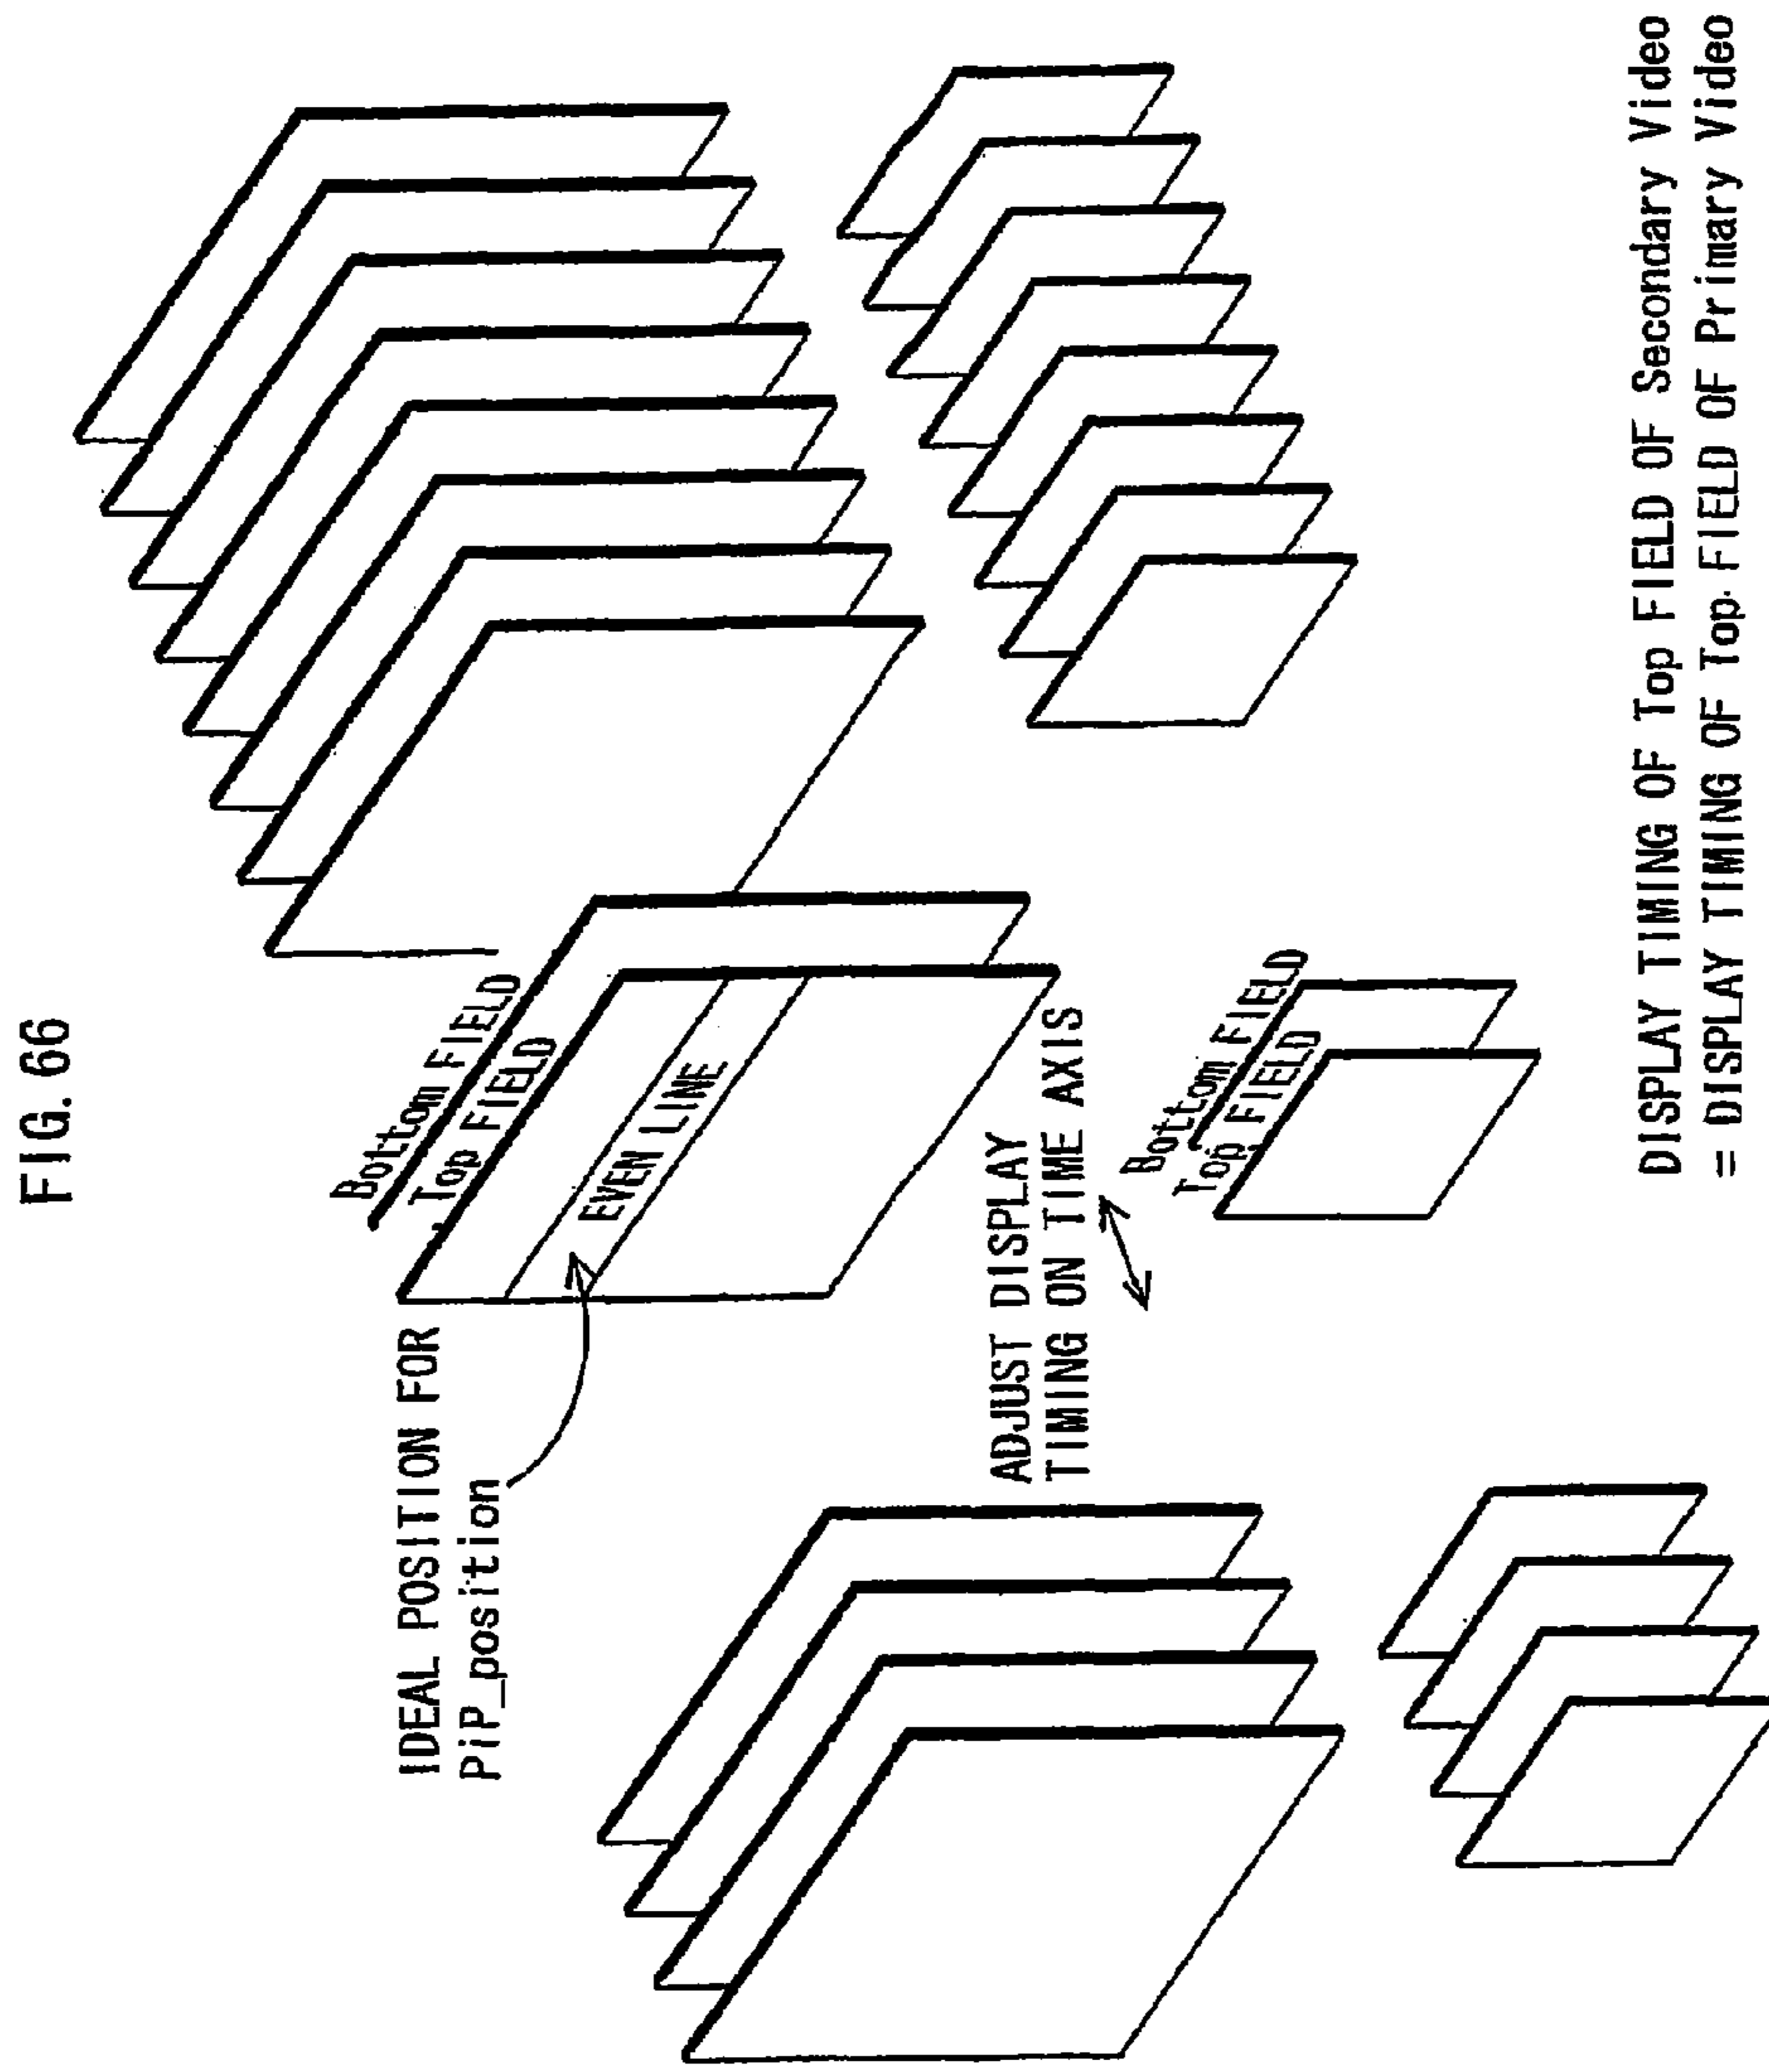 FIG. 66
Bottom FIELD
Top FIELD
EVEN LINE
IDEAL POSITION FOR
PiP_position
ADJUST DISPLAY
TIMING ON TIME AXIS
Bottom FIELD
Top FIELD
DISPLAY TIMING OF Top FIELD OF Secondary Video
= DISPLAY TIMING OF Top FIELD OF Primary Video